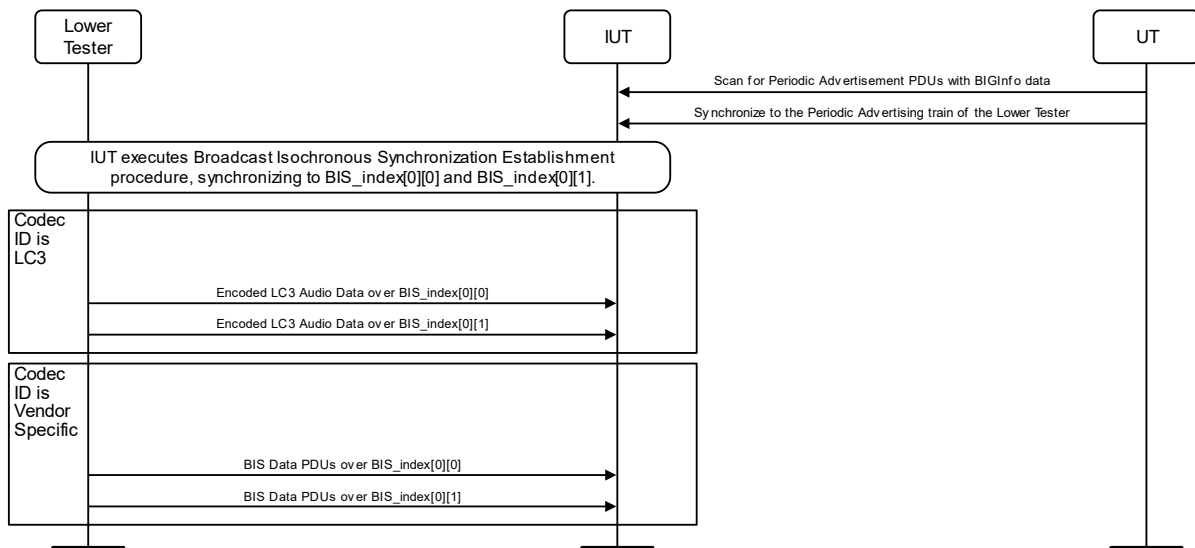 Lower
Tester
IUT
UT
Scan for Periodic Advertisement PDUs with BIGInfo data
Synchronize to the Periodic Advertising train of the Lower Tester
IUT executes Broadcast Isochronous Synchronization Establishment
procedure, synchronizing to BIS_index[0][0] and BIS_index[0][1].
Codec
ID is
LC3
Encoded LC3 Audio Data over BIS_index[0][0]
Encoded LC3 Audio Data over BIS_index[0][1]
Codec
ID is
Vendor
Specific
BIS Data PDUs over BIS_index[0][0]
BIS Data PDUs over BIS_index[0][1]